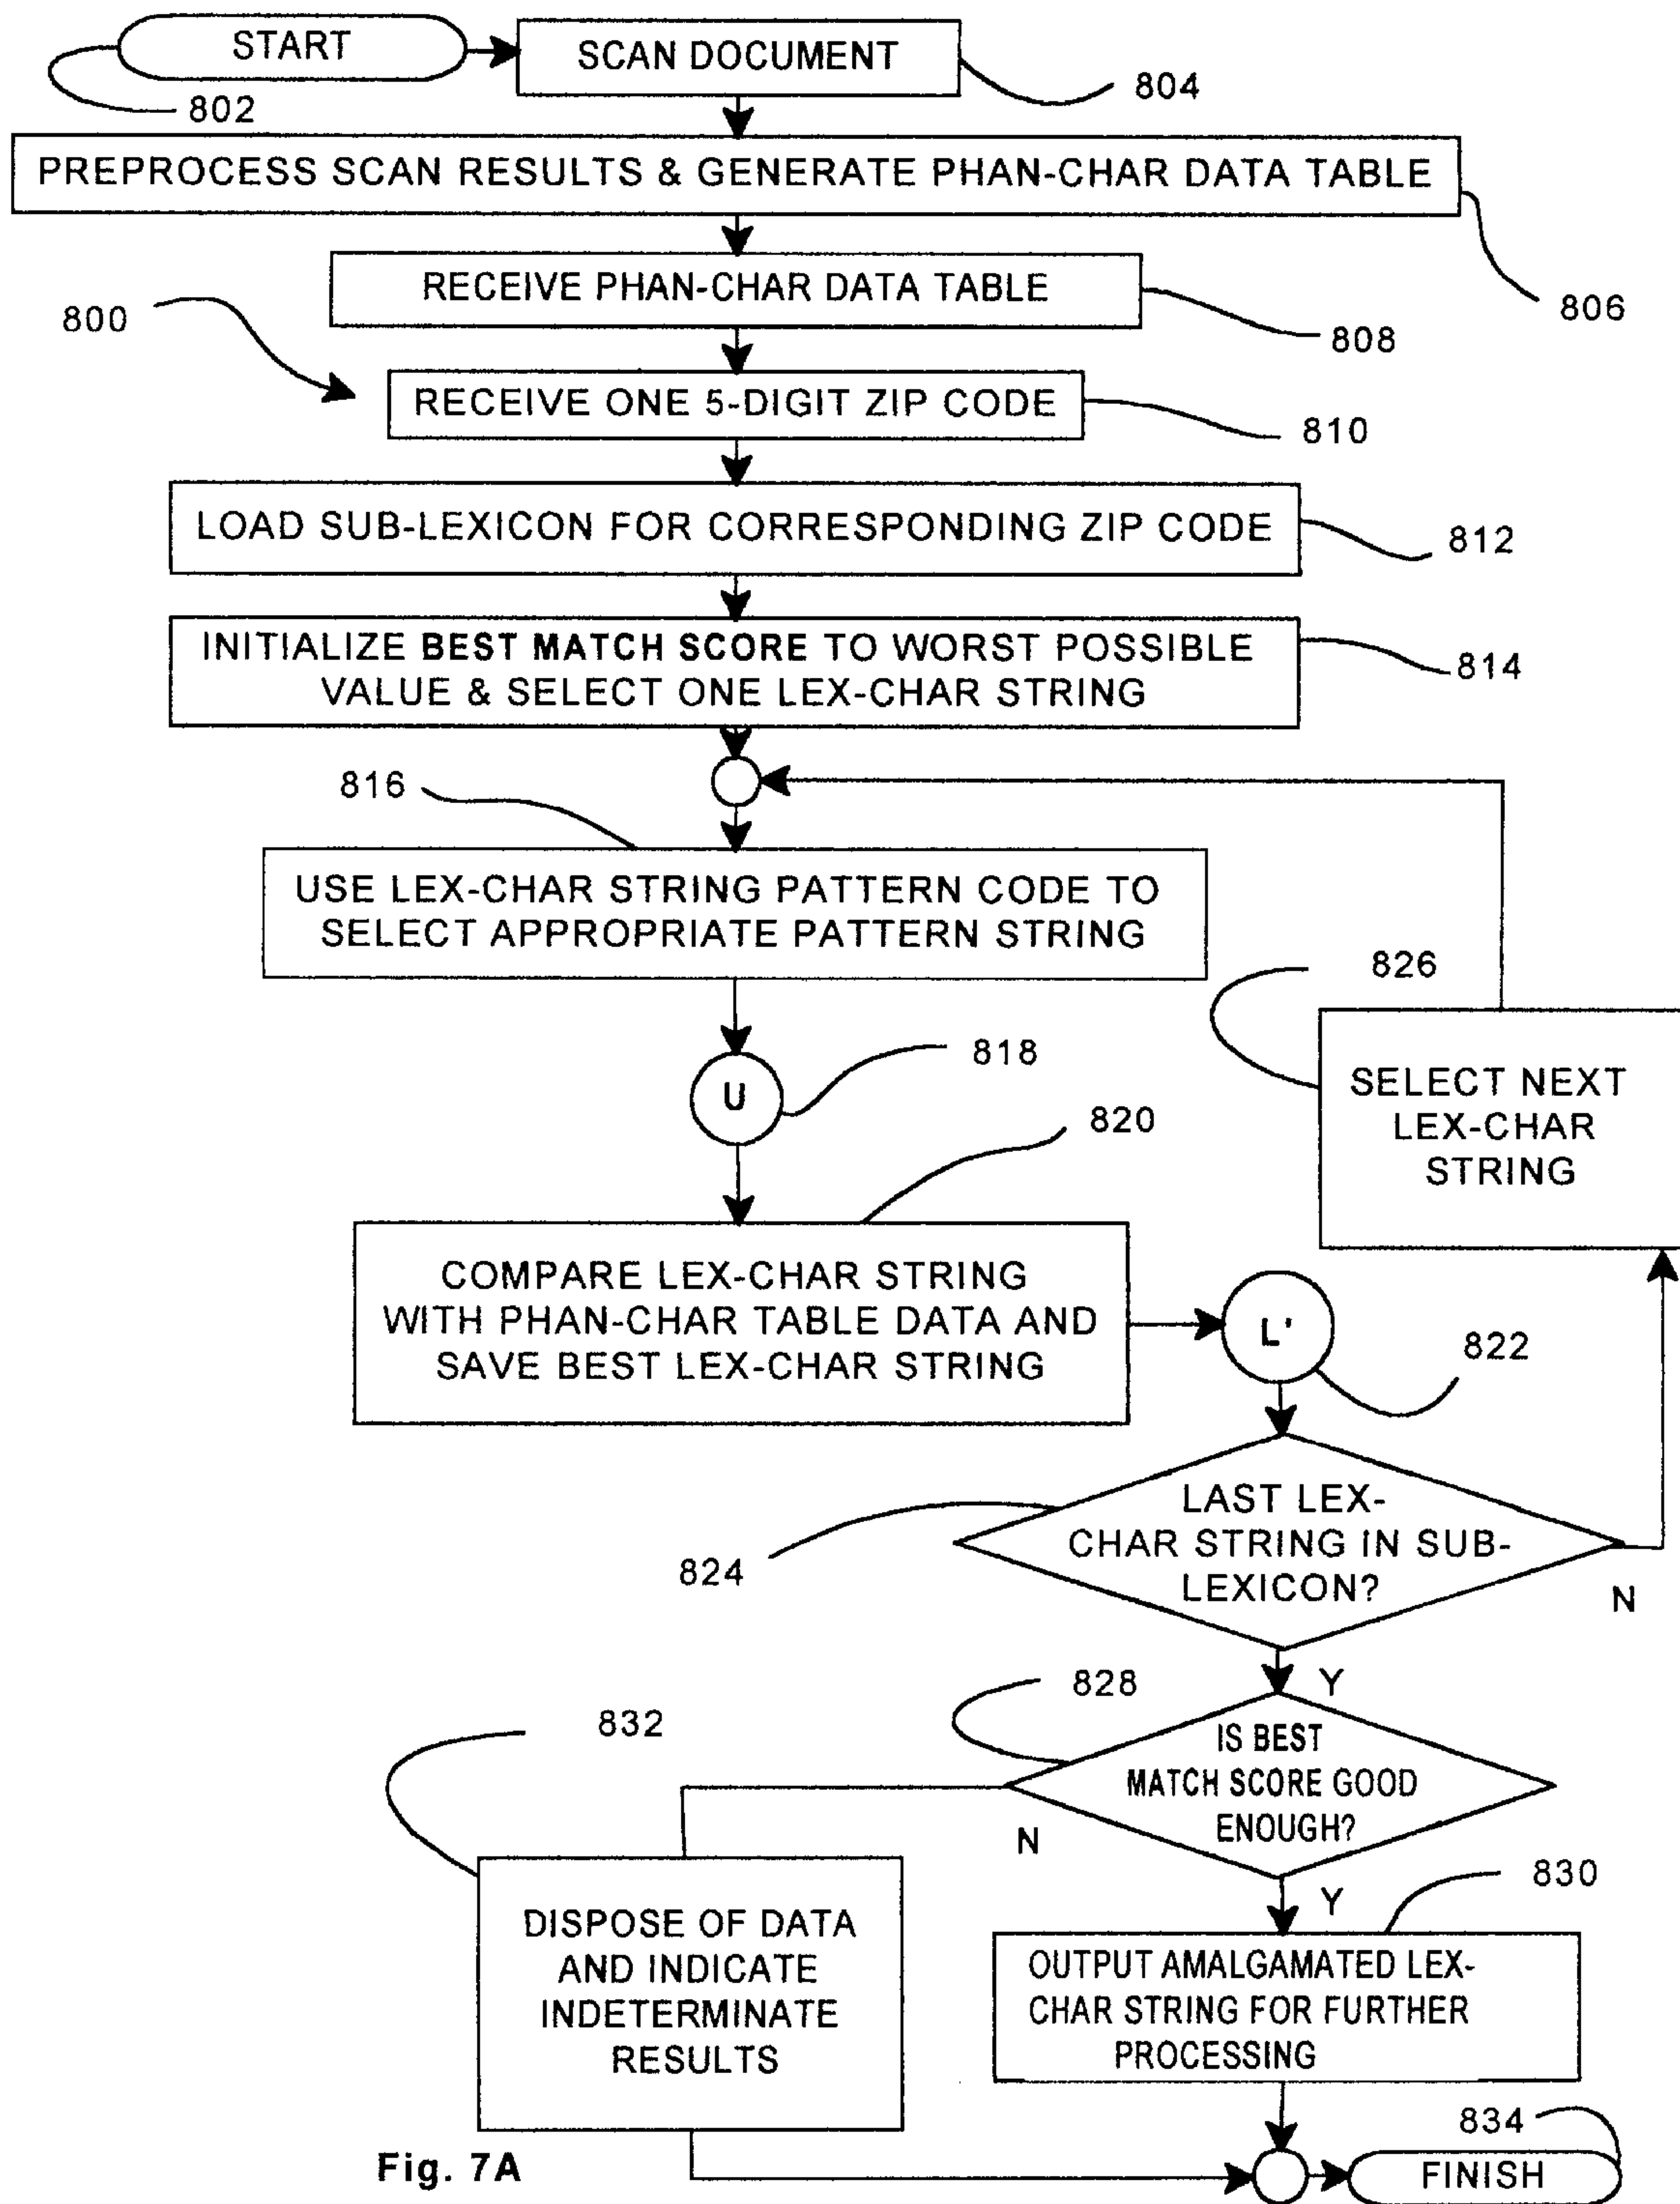 START
SCAN DOCUMENT
802
804
PREPROCESS SCAN RESULTS & GENERATE PHAN-CHAR DATA TABLE
806
RECEIVE PHAN-CHAR DATA TABLE
808
800
RECEIVE ONE 5-DIGIT ZIP CODE
810
LOAD SUB-LEXICON FOR CORRESPONDING ZIP CODE
812
INITIALIZE BEST MATCH SCORE TO WORST POSSIBLE
VALUE & SELECT ONE LEX-CHAR STRING
814
816
USE LEX-CHAR STRING PATTERN CODE TO
SELECT APPROPRIATE PATTERN STRING
826
SELECT NEXT
LEX-CHAR
STRING
U
818
820
COMPARE LEX-CHAR STRING
WITH PHAN-CHAR TABLE DATA AND
SAVE BEST LEX-CHAR STRING
L'
822
LAST LEX-
CHAR STRING IN SUB-
LEXICON?
824
N
Y
828
IS BEST
MATCH SCORE GOOD
ENOUGH?
832
N
Y
830
DISPOSE OF DATA
AND INDICATE
INDETERMINATE
RESULTS
OUTPUT AMALGAMATED LEX-
CHAR STRING FOR FURTHER
PROCESSING
834
FINISH
Fig. 7A